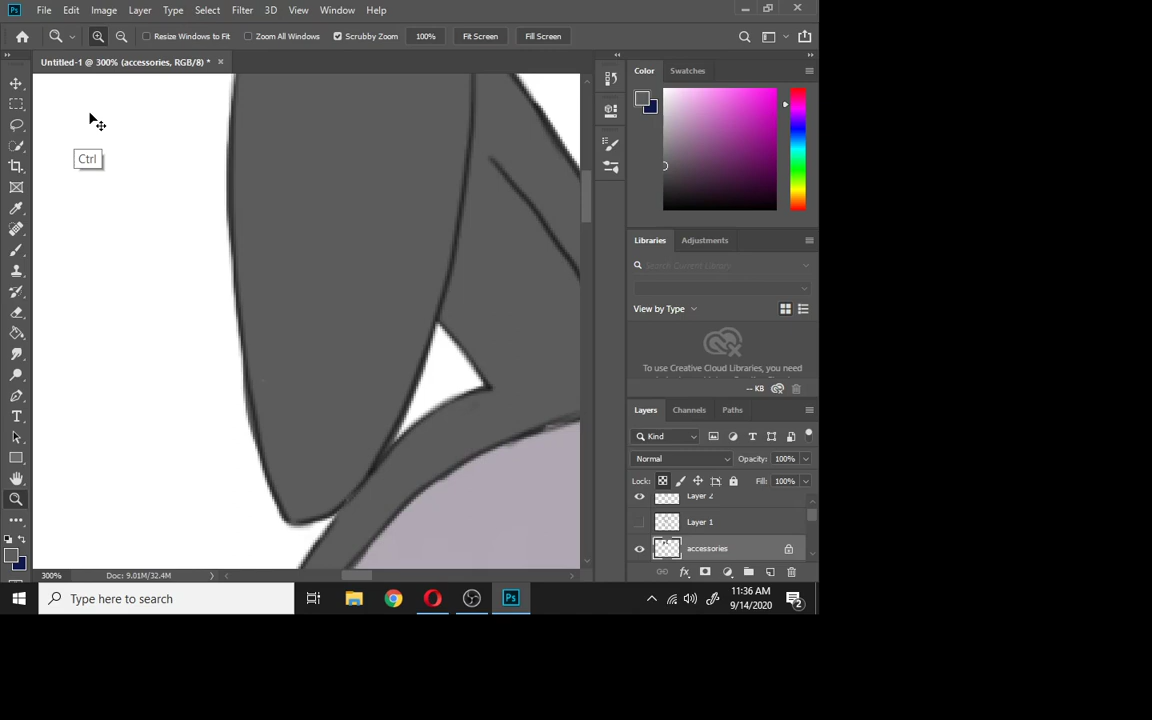 Ps File Edit Image Layer Type Select Filter 3D View Window Help
Resize Windows to Fit Zoom All Windows Scrubby Zoom 100% Fit Screen Fill Screen
Untitled-1 @ 300% (accessories, RGB/8) * ×
Ctrl
Color Swatches
Libraries Adjustments
Search Current Library
View by Type
To use Creative Cloud Libraries, you need
-- KB
Layers Channels Paths
Kind
Normal Opacity: 100%
Lock: Fill: 100%
Layer 2
Layer 1
accessories
300% Doc: 9.01M/32.4M
Type here to search
Ps
11:36 AM
9/14/2020
2